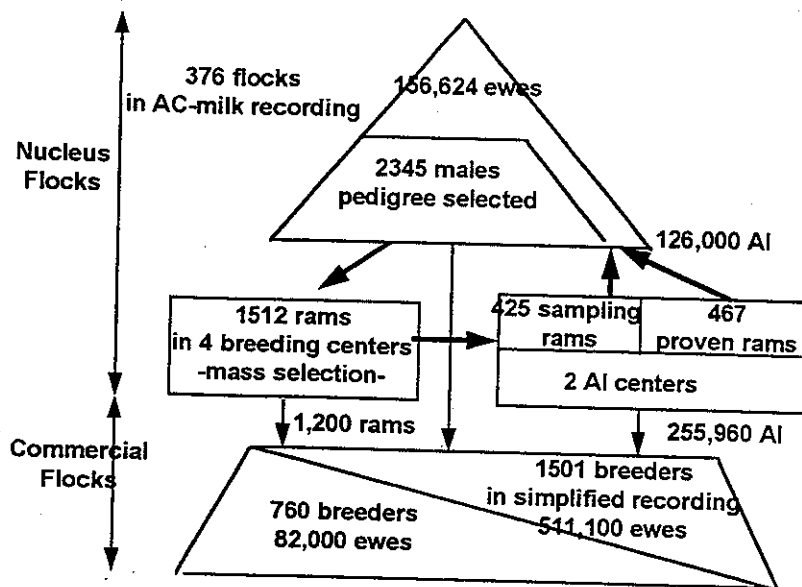 376 flocks
in AC-milk recording
156,624 ewes
Nucleus
Flocks
2345 males
pedigree selected
126,000 AI
1512 rams
in 4 breeding centers
-mass selection-
425 sampling
rams
467
proven rams
2 AI centers
1,200 rams
255,960 AI
Commercial
Flocks
1501 breeders
in simplified recording
511,100 ewes
760 breeders
82,000 ewes